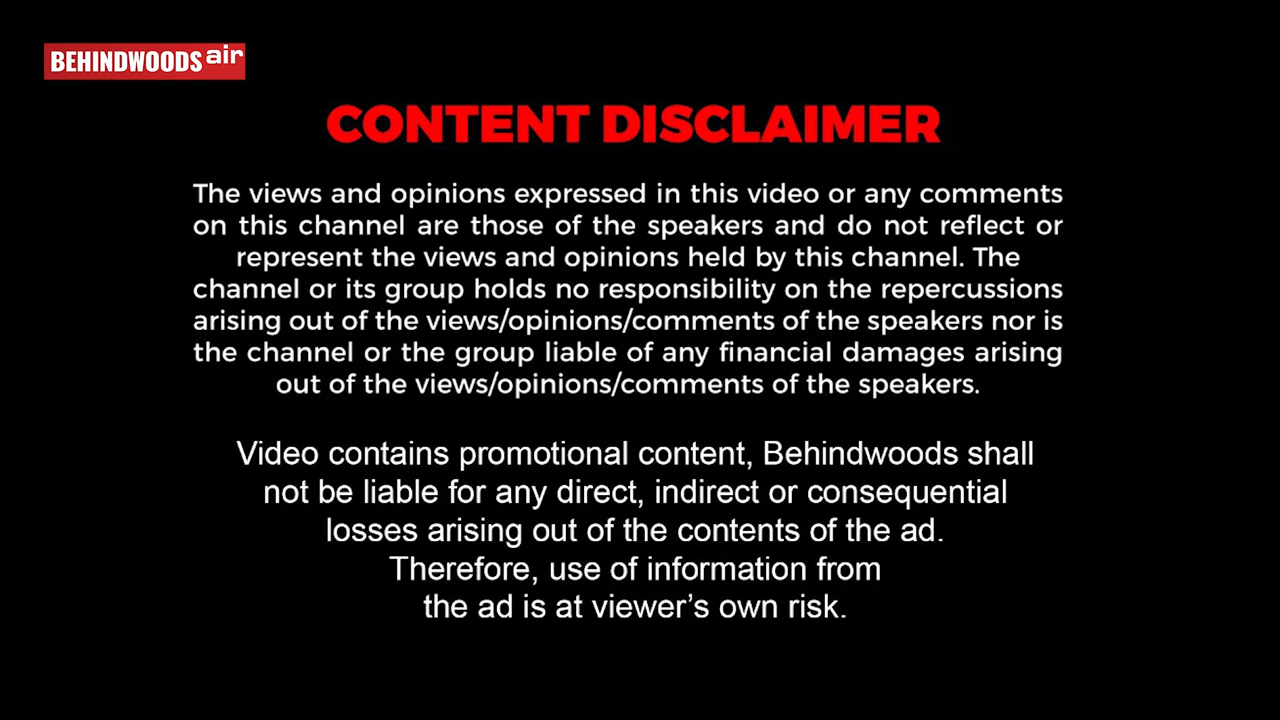 BEHINDWOODS air
CONTENT DISCLAIMER
The views and opinions expressed in this video or any comments
on this channel are those of the speakers and do not reflect or
represent the views and opinions held by this channel. The
channel or its group holds no responsibility on the repercussions
arising out of the views/opinions/comments of the speakers nor is
the channel or the group liable of any financial damages arising
out of the views/opinions/comments of the speakers.
Video contains promotional content, Behindwoods shall
not be liable for any direct, indirect or consequential
losses arising out of the contents of the ad.
Therefore, use of information from
the ad is at viewer’s own risk.